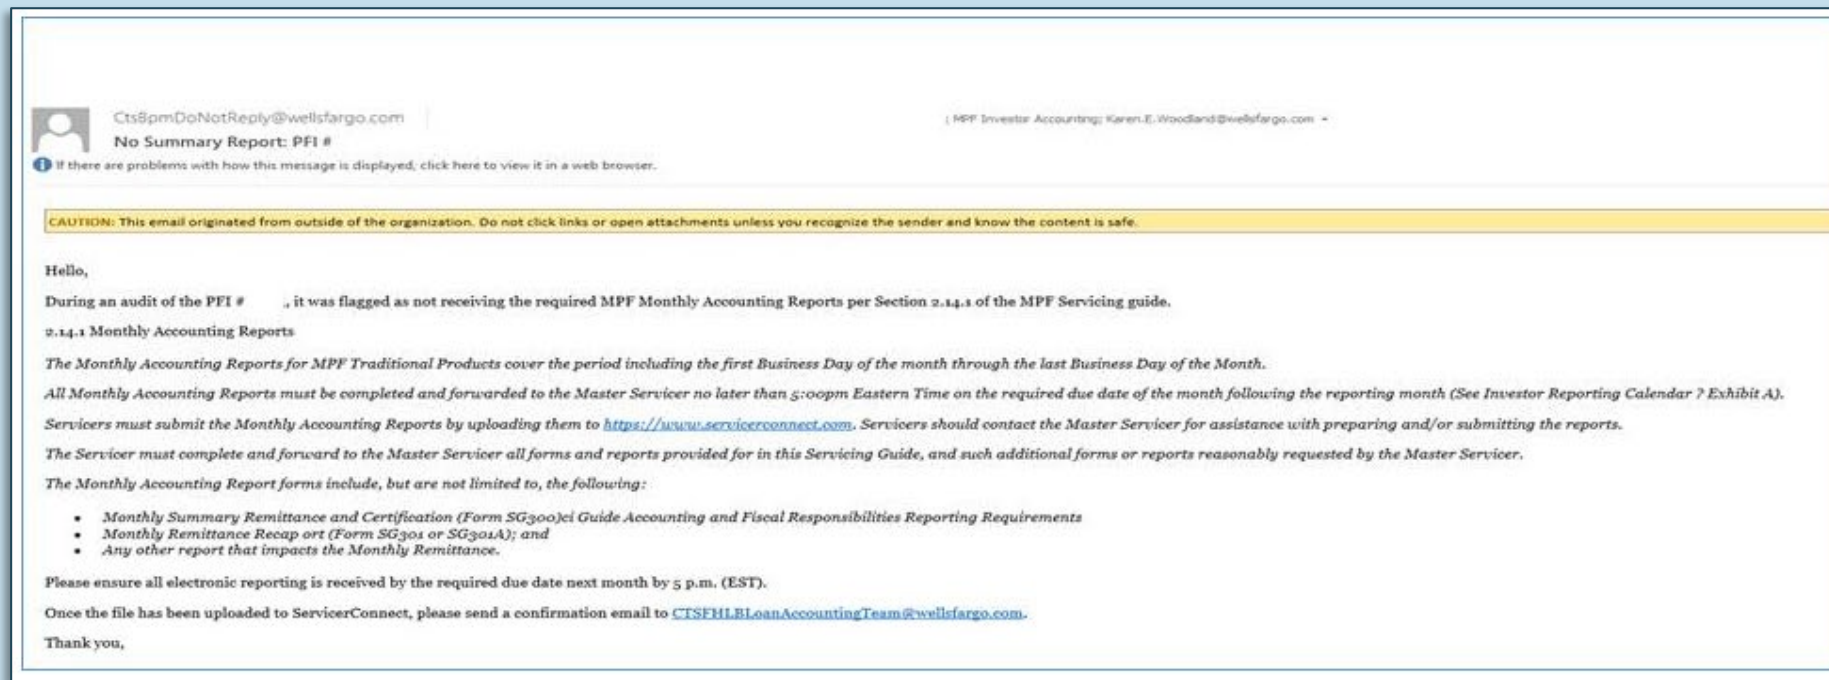 CtsBpmDoNotReply@wellsfargo.com
; MPF Investor Accounting; Karen.E.Woodland@wellsfargo.com
No Summary Report: PFI #
If there are problems with how this message is displayed, click here to view it in a web browser.
CAUTION: This email originated from outside of the organization. Do not click links or open attachments unless you recognize the sender and know the content is safe.
Hello,
During an audit of the PFI # ., it was flagged as not receiving the required MPF Monthly Accounting Reports per Section 2.14.1 of the MPF Servicing guide.
2.14.1 Monthly Accounting Reports
The Monthly Accounting Reports for MPF Traditional Products cover the period including the first Business Day of the month through the last Business Day of the Month.
All Monthly Accounting Reports must be completed and forwarded to the Master Servicer no later than 5:00pm Eastern Time on the required due date of the month following the reporting month (See Investor Reporting Calendar ? Exhibit A).
Servicers must submit the Monthly Accounting Reports by uploading them to https://www.servicerconnect.com. Servicers should contact the Master Servicer for assistance with preparing and/or submitting the reports.
The Servicer must complete and forward to the Master Servicer all forms and reports provided for in this Servicing Guide, and such additional forms or reports reasonably requested by the Master Servicer.
The Monthly Accounting Report forms include, but are not limited to, the following:
• Monthly Summary Remittance and Certification (Form SG300)ci Guide Accounting and Fiscal Responsibilities Reporting Requirements
• Monthly Remittance Recap ort (Form SG301 or SG301A); and
• Any other report that impacts the Monthly Remittance.
Please ensure all electronic reporting is received by the required due date next month by 5 p.m. (EST).
Once the file has been uploaded to ServicerConnect, please send a confirmation email to CTSFHLBLoanAccountingTeam@wellsfargo.com.
Thank you,